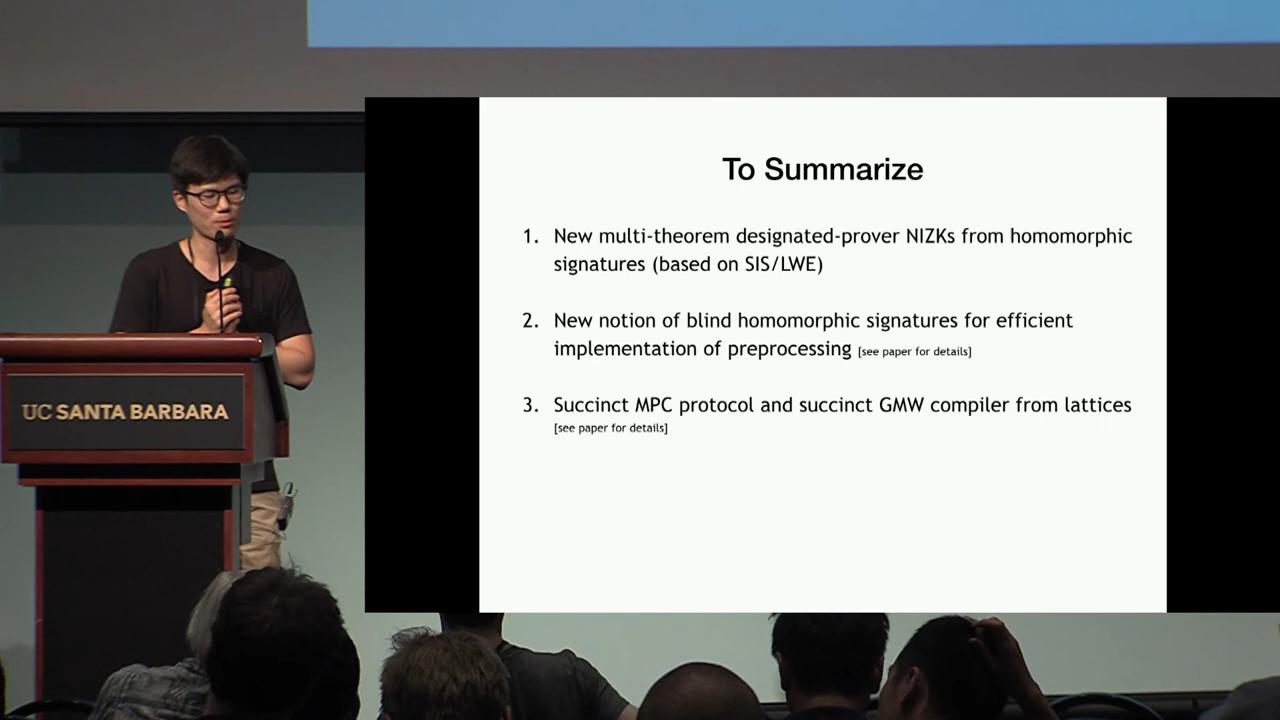 To Summarize
1. New multi-theorem designated-prover NIZKs from homomorphic
signatures (based on SIS/LWE)
2. New notion of blind homomorphic signatures for efficient
implementation of preprocessing [see paper for details]
3. Succinct MPC protocol and succinct GMW compiler from lattices
[see paper for details]
UC SANTA BARBARA